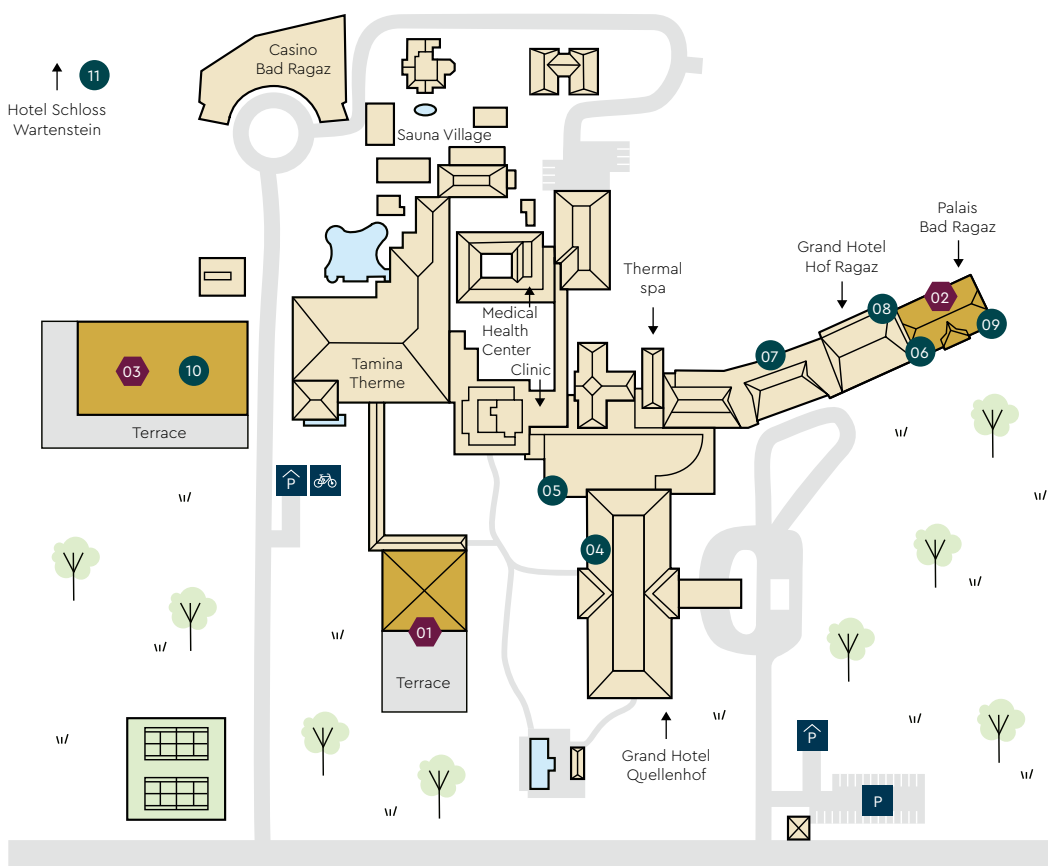 Casino
Bad Ragaz
11
Hotel Schloss
Wartenstein
Sauna Village
Palais
Bad Ragaz
Grand Hotel
Hof Ragaz
Thermal
spa
Medical
Health
Center
Clinic
02
08
09
06
07
03
10
Tamina
Therme
Terrace
P
05
04
01
Terrace
Grand Hotel
Quellenhof
P
P